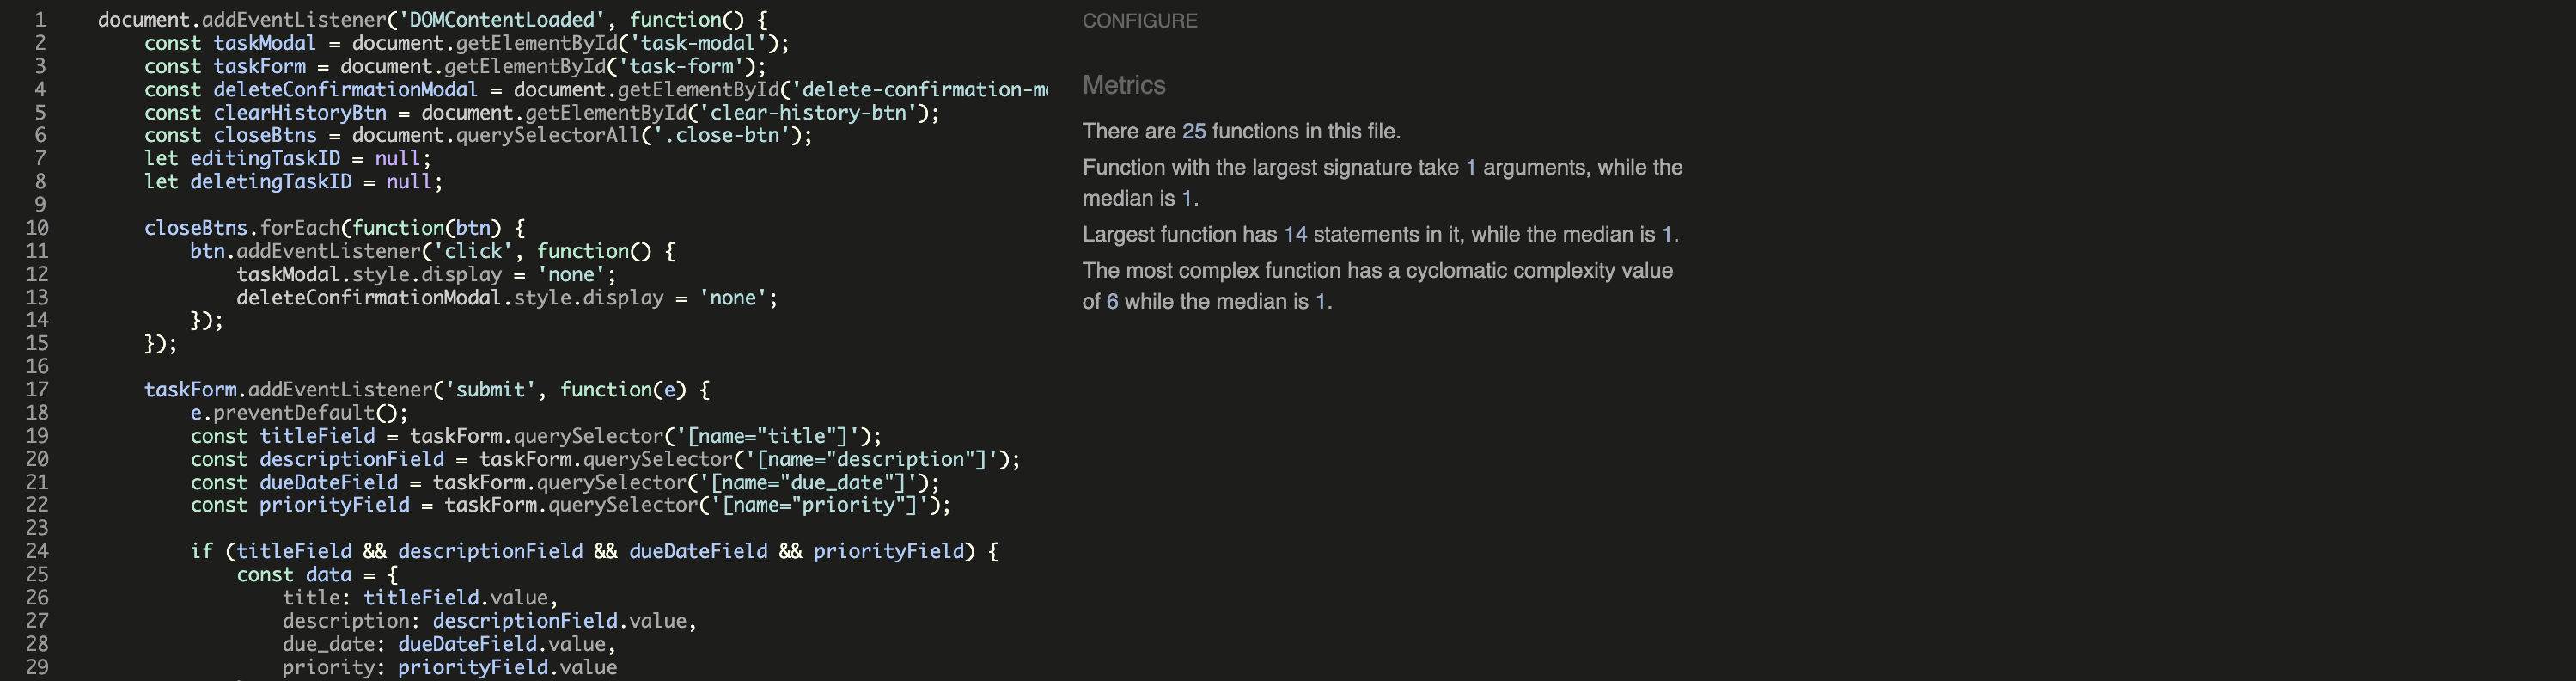 1 document.addEventListener('DOMContentLoaded', function() {
2 const taskModal = document.getElementById('task-modal');
3 const taskForm = document.getElementById('task-form');
4 const deleteConfirmationModal = document.getElementById('delete-confirmation-m
5 const clearHistoryBtn = document.getElementById('clear-history-btn');
6 const closeBtns = document.querySelectorAll('.close-btn');
7 let editingTaskID = null;
8 let deletingTaskID = null;
9
10 closeBtns.forEach(function(btn) {
11 btn.addEventListener('click', function() {
12 taskModal.style.display = 'none';
13 deleteConfirmationModal.style.display = 'none';
14 });
15 });
16
17 taskForm.addEventListener('submit', function(e) {
18 e.preventDefault();
19 const titleField = taskForm.querySelector('[name="title"]');
20 const descriptionField = taskForm.querySelector('[name="description"]');
21 const dueDateField = taskForm.querySelector('[name="due_date"]');
22 const priorityField = taskForm.querySelector('[name="priority"]');
23
24 if (titleField && descriptionField && dueDateField && priorityField) {
25 const data = {
26 title: titleField.value,
27 description: descriptionField.value,
28 due_date: dueDateField.value,
29 priority: priorityField.value
CONFIGURE
Metrics
There are 25 functions in this file.
Function with the largest signature take 1 arguments, while the
median is 1.
Largest function has 14 statements in it, while the median is 1.
The most complex function has a cyclomatic complexity value
of 6 while the median is 1.